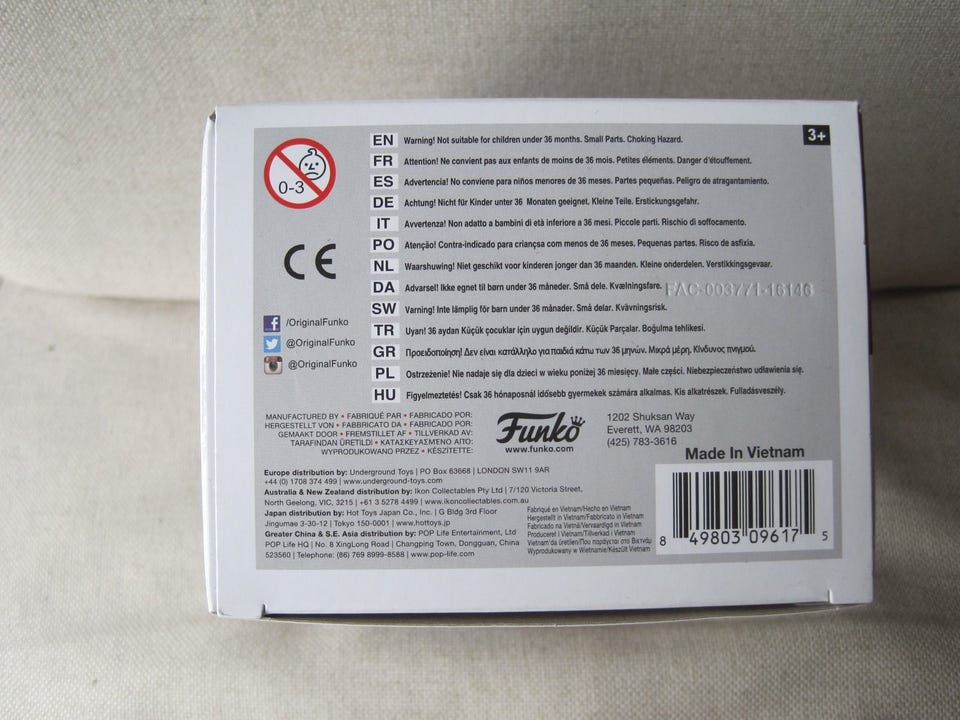 3+
0-3
EN Warning! Not suitable for children under 36 months. Small Parts. Choking Hazard.
FR Attention! Ne convient pas aux enfants de moins de 36 mois. Petites éléments. Danger d'étouffement.
ES Advertencia! No conviene para niños menores de 36 meses. Partes pequeñas. Peligro de atragantamiento.
DE Achtung! Nicht für Kinder unter 36 Monaten geeignet. Kleine Teile. Erstickungsgefahr.
IT Avvertenza! Non adatto a bambini di età inferiore a 36 mesi. Piccole parti. Rischio di soffocamento.
PO Atenção! Contra-indicado para criançsa com menos de 36 meses. Pequenas partes. Risco de asfixia.
NL Waarshuwing! Niet geschikt voor kinderen jonger dan 36 maanden. Kleine onderdelen. Verstikkingsgevaar.
DA Advarsel! Ikke egnet til børn under 36 måneder. Små dele. Kvælningsfare.
FAC-003771-16146
SW Varning! Inte lämplig för barn under 36 månader. Små delar. Kvävningsrisk.
TR Uyarı! 36 aydan Küçük çocuklar için uygun değildir. Küçük Parçalar. Boğulma tehlikesi.
GR Προειδοποίηση! Δεν είναι κατάλληλο για παιδιά κάτω των 36 μηνών. Μικρά μέρη. Κίνδυνος πνιγμού.
PL Ostrzeżenie! Nie nadaje się dla dzieci w wieku poniżej 36 miesięcy. Małe części. Niebezpieczeństwo udławienia się.
HU Figyelmeztetés! Csak 36 hónaposnál idősebb gyermekek számára alkalmas. Kis alkatrészek. Fulladásveszély.
CE
/OriginalFunko
@OriginalFunko
@OriginalFunko
MANUFACTURED BY • FABRIQUÉ PAR • FABRICADO POR:
HERGESTELLT VON • FABBRICATO DA • FABRICADO POR:
GEMAAKT DOOR • FREMSTILLET AF • TILLVERKAD AV:
TARAFINDAN ÜRETİLDİ • ΚΑΤΑΣΚΕΥΑΣΜΕΝΟ ΑΠΟ:
WYPRODUKOWANO PRZEZ • KÉSZÍTETTE:
Funko
www.funko.com
1202 Shuksan Way
Everett, WA 98203
(425) 783-3616
Europe distribution by: Underground Toys | PO Box 63668 | LONDON SW11 9AR
+44 (0) 1708 374 499 | www.underground-toys.com
Australia & New Zealand distribution by: Ikon Collectables Pty Ltd | 7/120 Victoria Street,
North Geelong, VIC, 3215 | +61 3 5278 4499 | www.ikoncollectables.com.au
Japan distribution by: Hot Toys Japan Co., Inc. | G Bldg 3rd Floor
Jingumae 3-30-12 | Tokyo 150-0001 | www.hottoys.jp
Greater China & S.E. Asia distribution by: POP Life Entertainment, Ltd
POP Life HQ | No. 8 XingLong Road | Changping Town, Dongguan, China
523560 | Telephone: (86) 769 8999-8588 | www.pop-life.com
Fabriqué en Vietnam/Hecho en Vietnam
Hergestellt in Vietnam/Fabbricato in Vietnam
Fabricado na Vietnã/Vervaardigd in Vietnam
Produceret i Vietnam/Tillverkad i Vietnam
Vietnam'da üretilen/Που παράγεται στο Βιετνάμ
Wyprodukowany w Wietnamie/Készült Vietnam
Made In Vietnam
8 49803 09617 5